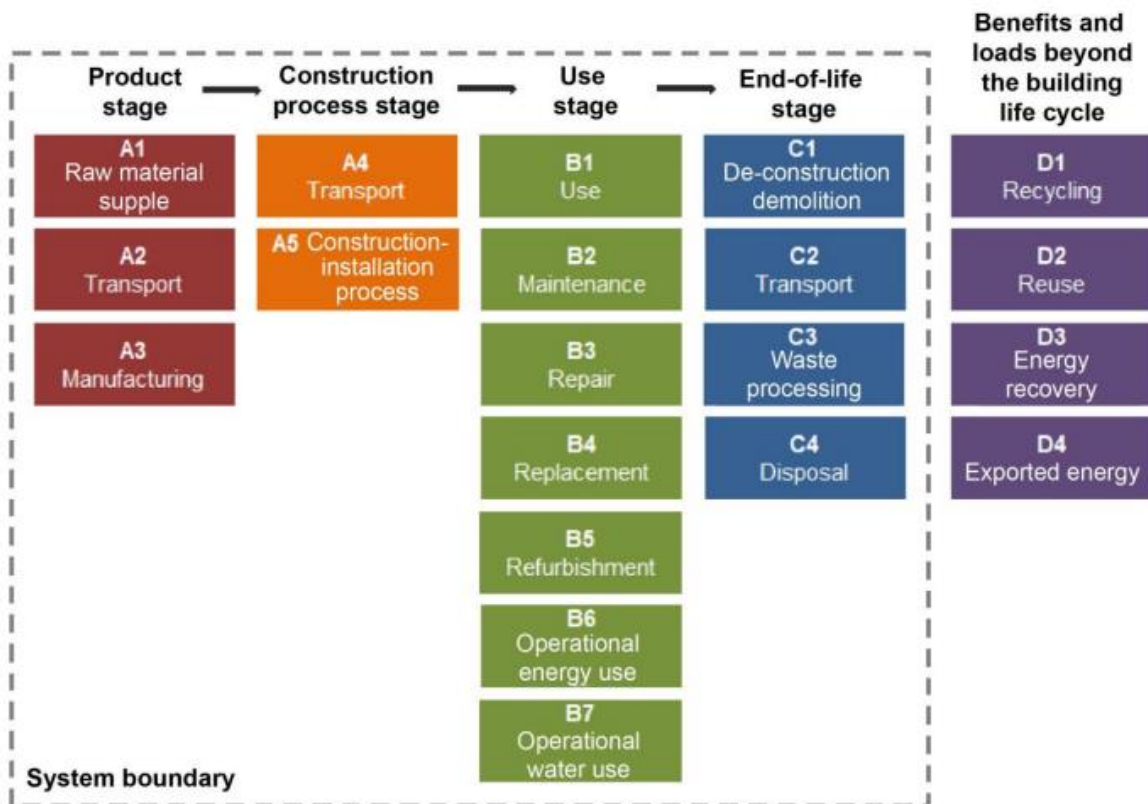 Product
stage
Construction
process stage
Use
stage
End-of-life
stage
Benefits and
loads beyond
the building
life cycle
A1
Raw material
supple
A2
Transport
A3
Manufacturing
A4
Transport
A5 Construction-
installation
process
B1
Use
B2
Maintenance
B3
Repair
B4
Replacement
B5
Refurbishment
B6
Operational
energy use
B7
Operational
water use
C1
De-construction
demolition
C2
Transport
C3
Waste
processing
C4
Disposal
D1
Recycling
D2
Reuse
D3
Energy
recovery
D4
Exported energy
System boundary